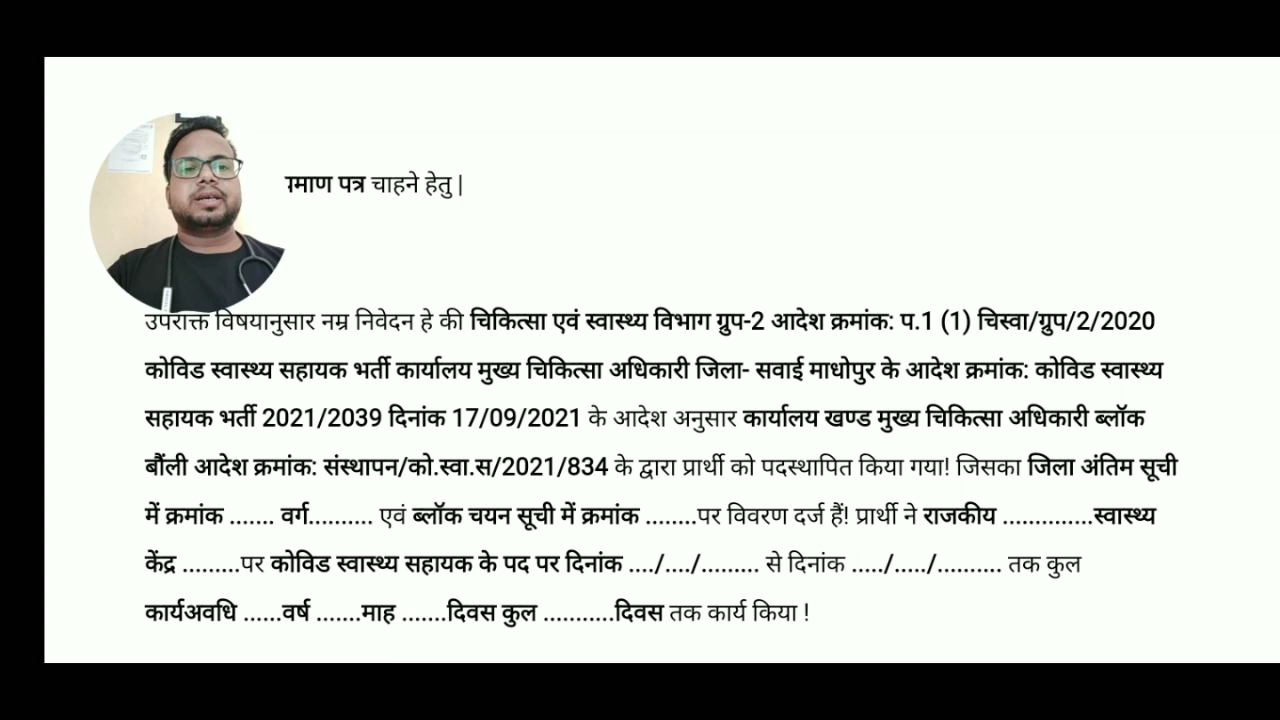 पत्र चाहने हेतु |
उपरोक्त विषयानुसार नम्र निवेदन हे की चिकित्सा एवं स्वास्थ्य विभाग ग्रुप-2 आदेश क्रमांक: प.1 (1) चिस्वा/ग्रुप/2/2020
कोविड स्वास्थ्य सहायक भर्ती कार्यालय मुख्य चिकित्सा अधिकारी जिला- सवाई माधोपुर के आदेश क्रमांक: कोविड स्वास्थ्य
सहायक भर्ती 2021/2039 दिनांक 17/09/2021 के आदेश अनुसार कार्यालय खण्ड मुख्य चिकित्सा अधिकारी ब्लॉक
बौंली आदेश क्रमांक: संस्थापन/को.स्वा.स/2021/834 के द्वारा प्रार्थी को पदस्थापित किया गया! जिसका जिला अंतिम सूची
में क्रमांक ....... वर्ग.......... एवं ब्लॉक चयन सूची में क्रमांक ........पर विवरण दर्ज हैं! प्रार्थी ने राजकीय ..............स्वास्थ्य
केंद्र .........पर कोविड स्वास्थ्य सहायक के पद पर दिनांक ..../..../......... से दिनांक ...../...../.......... तक कुल
कार्यअवधि ......वर्ष .......माह .......दिवस कुल ...........दिवस तक कार्य किया !